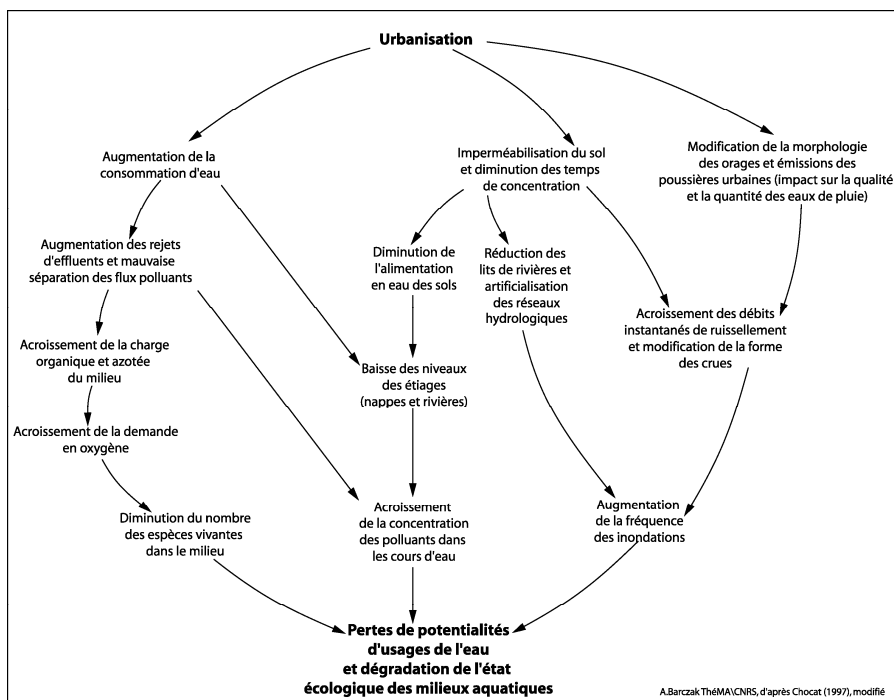 Urbanisation
Augmentation de la
consommation d'eau
Imperméabilisation du sol
et diminution des temps
de concentration
Modification de la morphologie
des orages et émissions des
poussières urbaines (impact sur la qualité
et la quantité des eaux de pluie)
Augmentation des rejets
d'effluents et mauvaise
séparation des flux polluants
Diminution de
l'alimentation
en eau des sols
Réduction des
lits de rivières et
artificialisation
des réseaux
hydrologiques
Acroissement des débits
instantanés de ruissellement
et modification de la forme
des crues
Acroissement de la charge
organique et azotée
du milieu
Baisse des niveaux
des étiages
(nappes et rivières)
Acroissement de la demande
en oxygène
Diminution du nombre
des espèces vivantes
dans le milieu
Acroissement
de la concentration
des polluants dans
les cours d'eau
Augmentation
de la fréquence
des inondations
Pertes de potentialités
d'usages de l'eau
et dégradation de l'état
écologique des milieux aquatiques
A.Barczak ThéMA\CNRS, d'après Chocat (1997), modifié